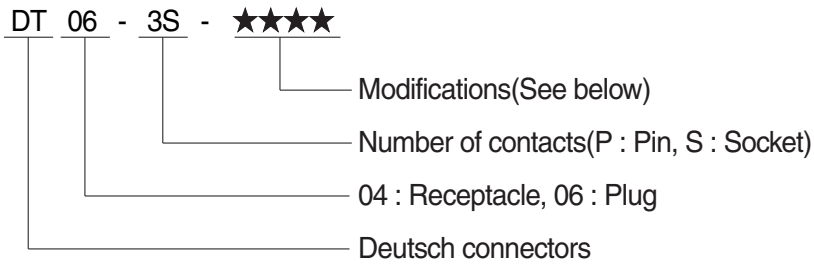 DT 06 - 3S - ★★★★
Modifications(See below)
Number of contacts(P : Pin, S : Socket)
04 : Receptacle, 06 : Plug
Deutsch connectors